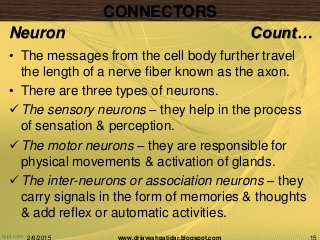 CONNECTORS
Neuron Count…
• The messages from the cell body further travel
the length of a nerve fiber known as the axon.
• There are three types of neurons.
✓ The sensory neurons – they help in the process
of sensation & perception.
✓ The motor neurons – they are responsible for
physical movements & activation of glands.
✓ The inter-neurons or association neurons – they
carry signals in the form of memories & thoughts
& add reflex or automatic activities.
2/6/2015 www.drjayeshpatidar.blogspot.com 15